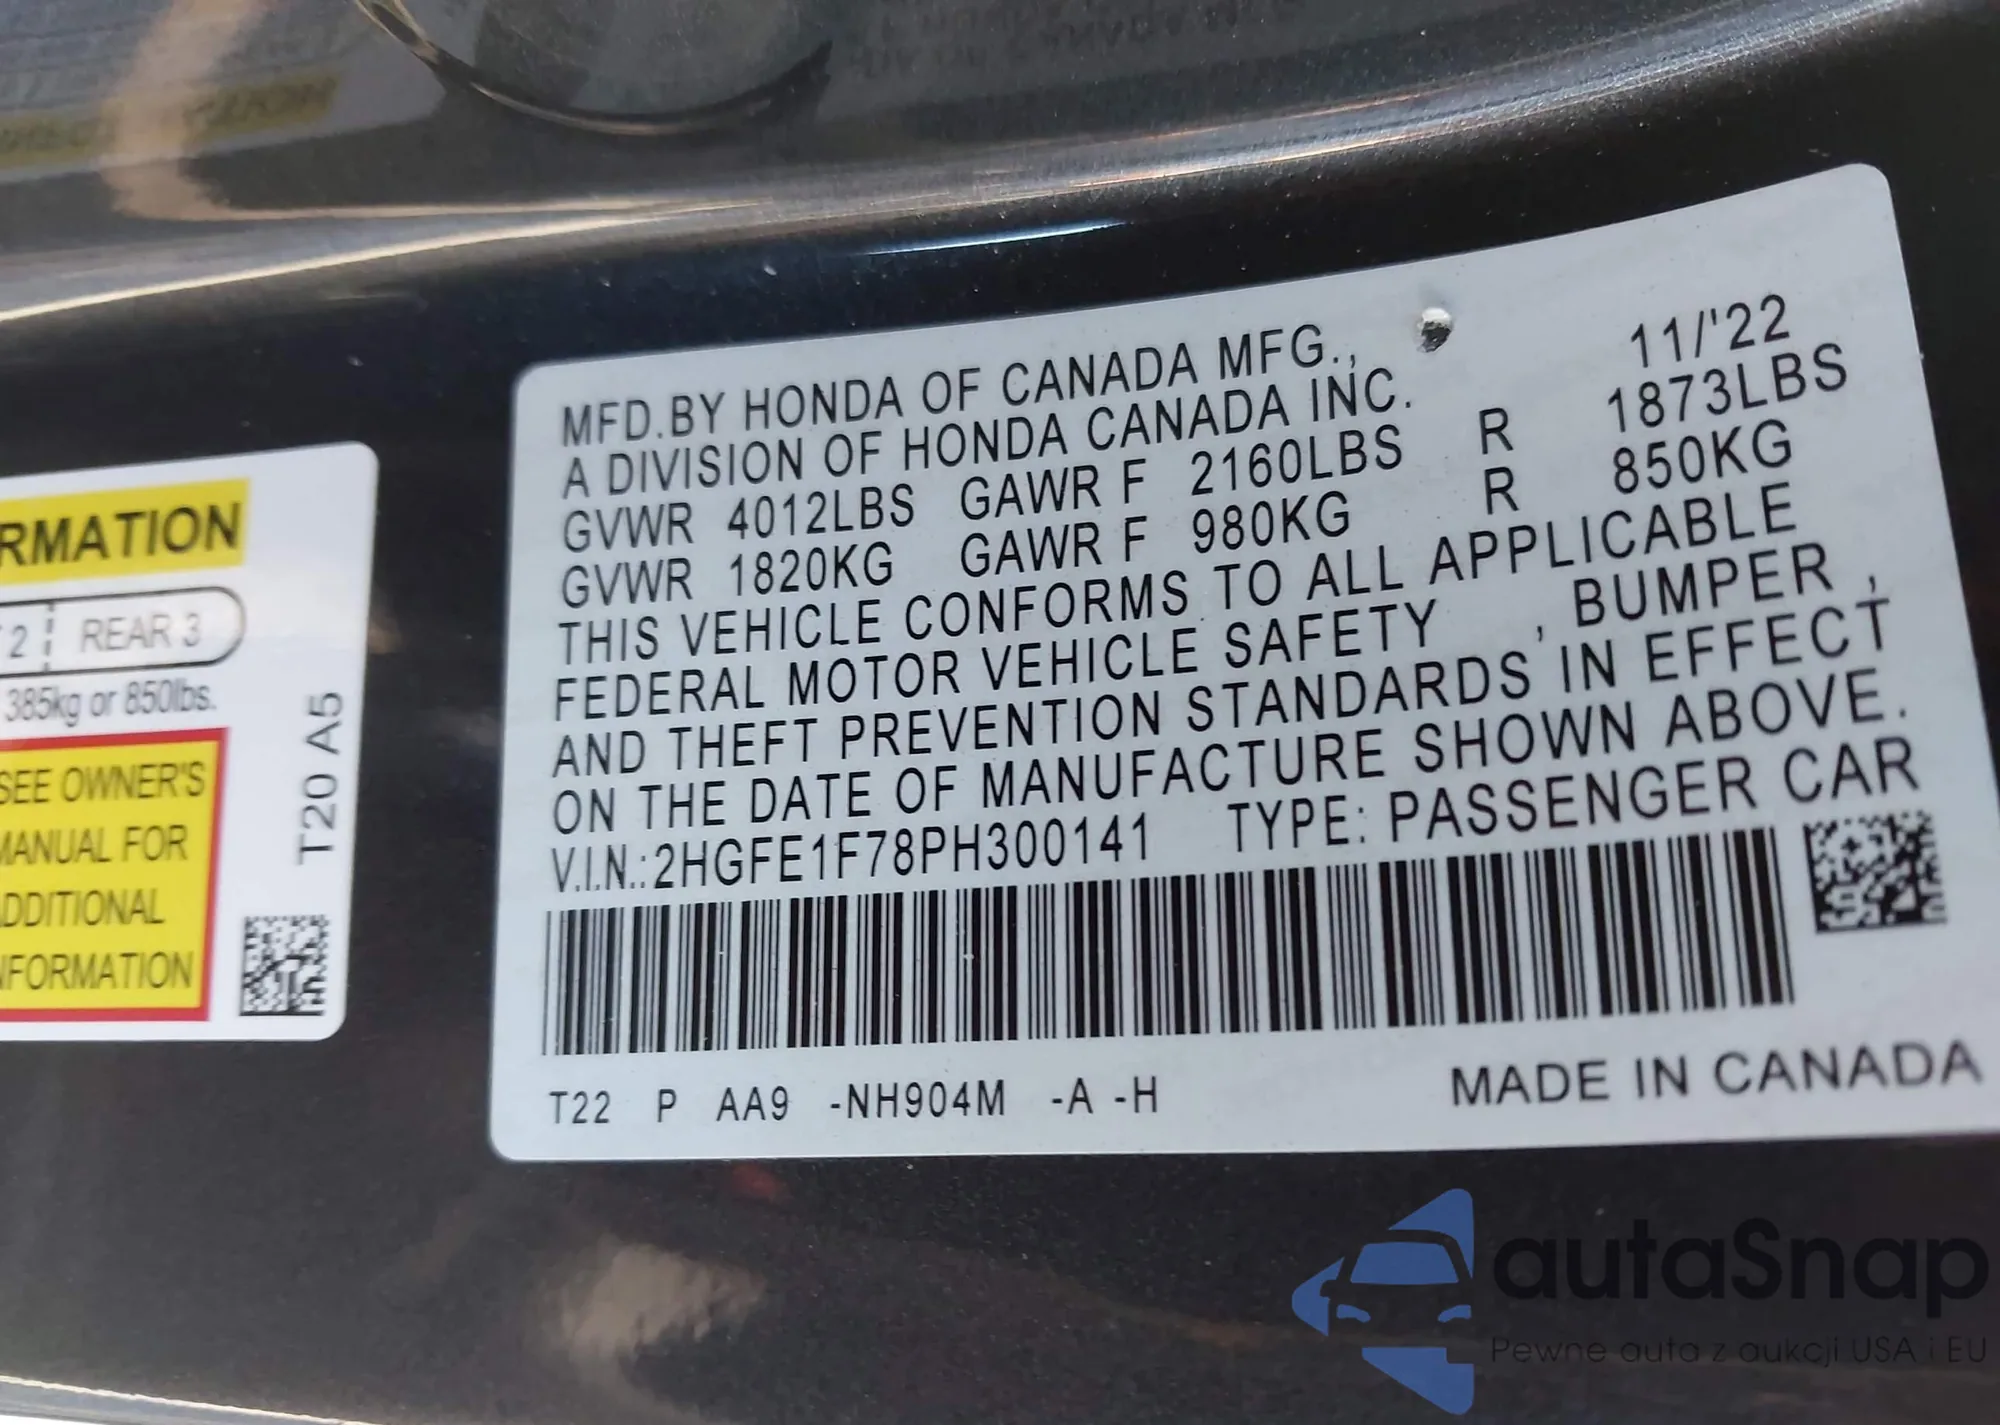 RMATION
2 REAR 3
385kg or 850lbs.
SEE OWNER'S
MANUAL FOR
ADDITIONAL
INFORMATION
T20 A5
MFD.BY HONDA OF CANADA MFG., 11/'22
A DIVISION OF HONDA CANADA INC.
GVWR 4012LBS GAWR F 2160LBS R 1873LBS
GVWR 1820KG GAWR F 980KG R 850KG
THIS VEHICLE CONFORMS TO ALL APPLICABLE
FEDERAL MOTOR VEHICLE SAFETY , BUMPER ,
AND THEFT PREVENTION STANDARDS IN EFFECT
ON THE DATE OF MANUFACTURE SHOWN ABOVE.
V.I.N.:2HGFE1F78PH300141 TYPE: PASSENGER CAR
T22 P AA9 -NH904M -A -H MADE IN CANADA
autaSnap
Pewne auta z aukcji USA i EU